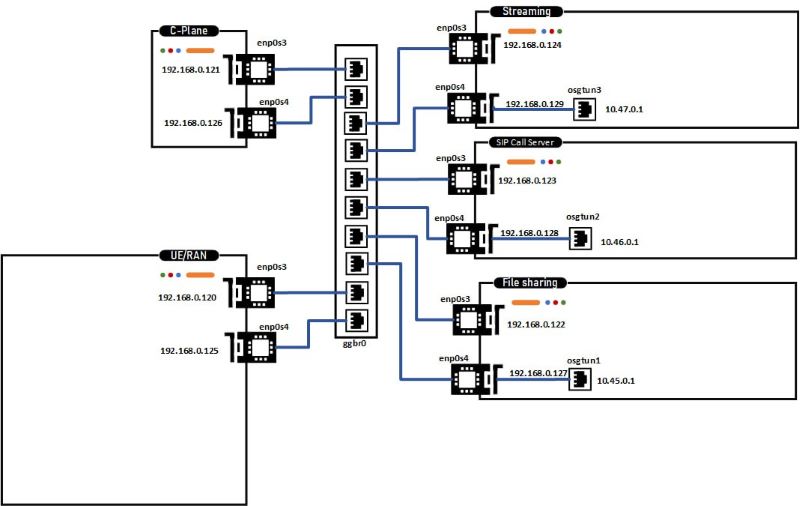 C-Plane
enp0s3
192.168.0.121
enp0s4
192.168.0.126
UE/RAN
enp0s3
192.168.0.120
enp0s4
192.168.0.125
ggbr0
Streaming
enp0s3
192.168.0.124
enp0s4
192.168.0.129
osgtun3
10.47.0.1
SIP Call Server
enp0s3
192.168.0.123
enp0s4
192.168.0.128
osgtun2
10.46.0.1
File sharing
enp0s3
192.168.0.122
enp0s4
192.168.0.127
osgtun1
10.45.0.1